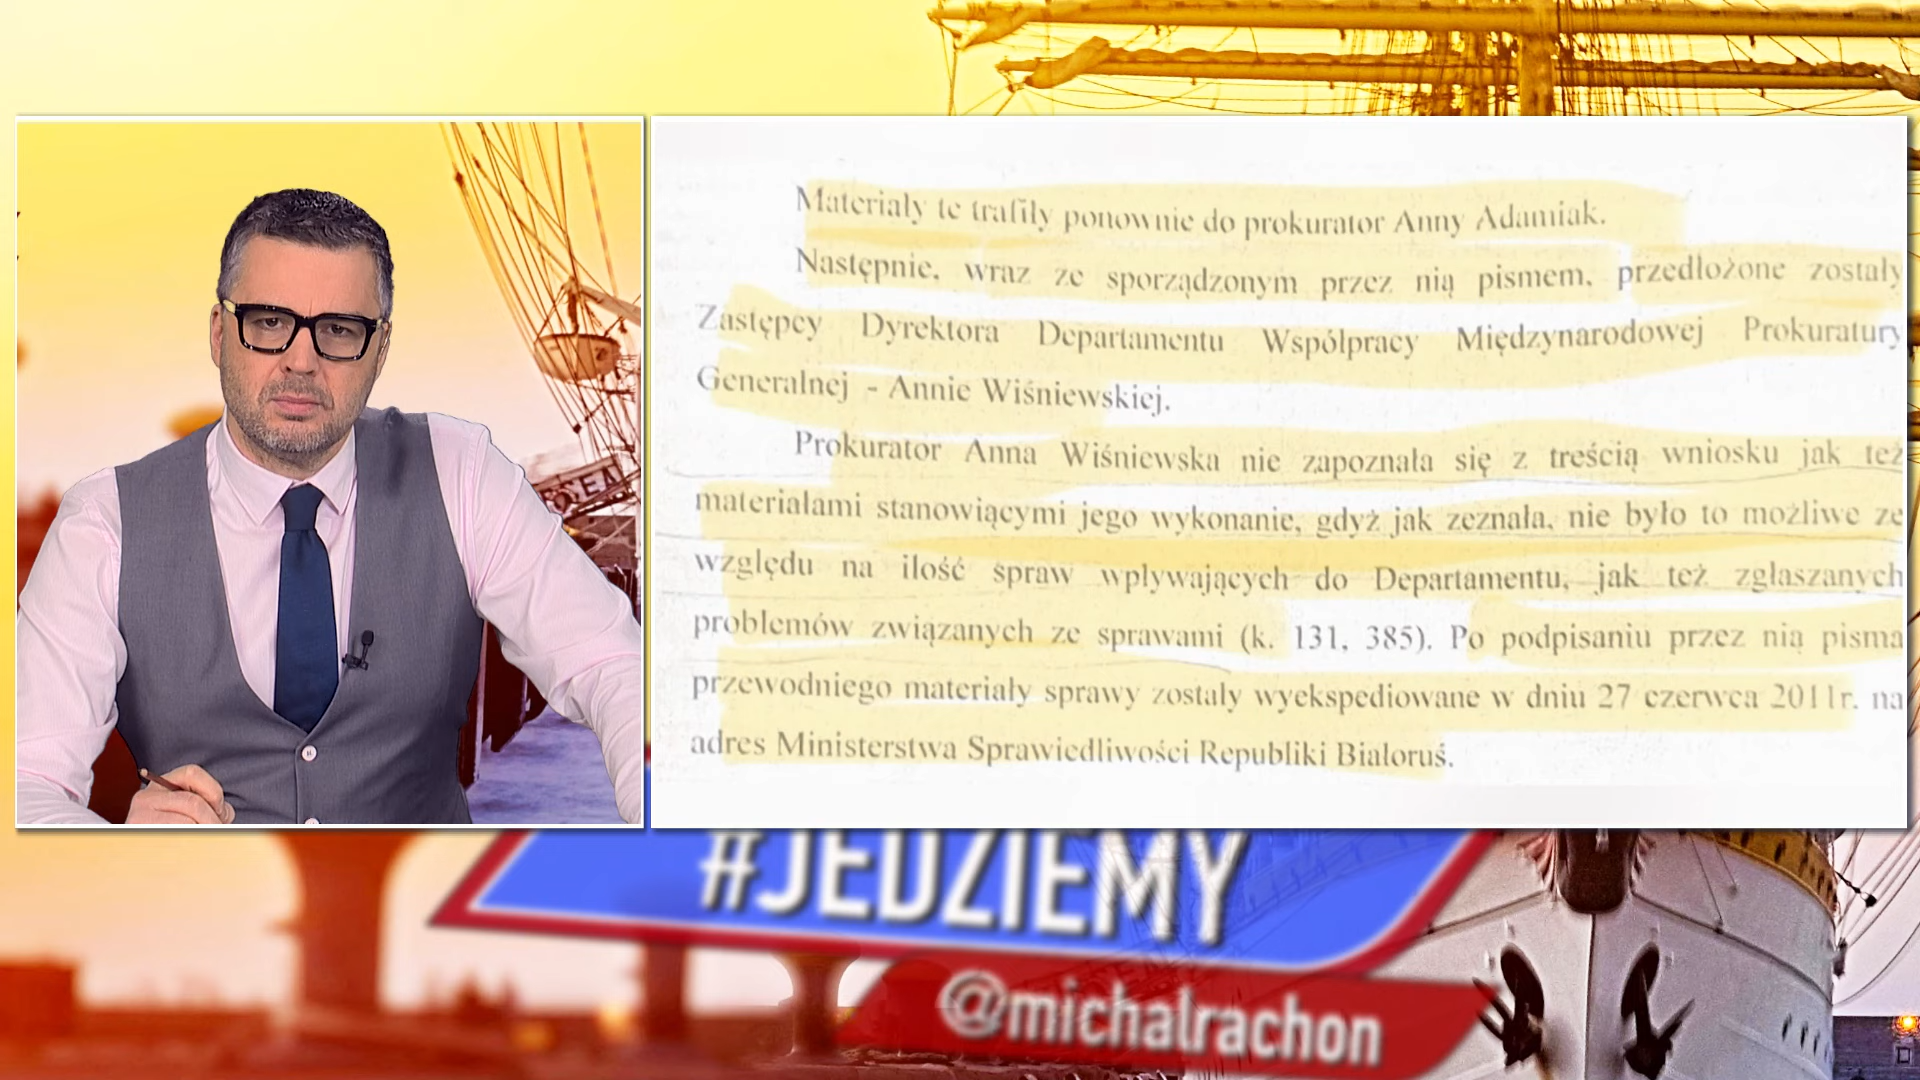 Materiały te trafiły ponownie do prokurator Anny Adamiak.
Następnie, wraz ze sporządzonym przez nią pismem, przedłożone zostały
Zastępcy Dyrektora Departamentu Współpracy Międzynarodowej Prokuratury
Generalnej - Annie Wiśniewskiej.
Prokurator Anna Wiśniewska nie zapoznała się z treścią wniosku jak też
materiałami stanowiącymi jego wykonanie, gdyż jak zeznała, nie było to możliwe ze
względu na ilość spraw wpływających do Departamentu, jak też zgłaszanych
problemów związanych ze sprawami (k. 131, 385). Po podpisaniu przez nią pisma
przewodniego materiały sprawy zostały wyekspediowane w dniu 27 czerwca 2011r. na
adres Ministerstwa Sprawiedliwości Republiki Białoruś.
#JEDZIEMY
@michalrachon